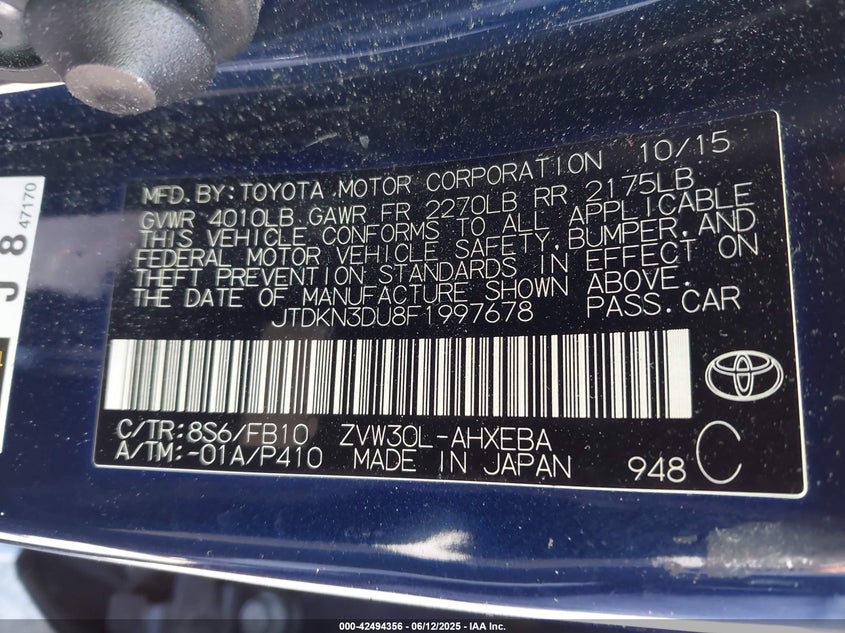 MFD. BY: TOYOTA MOTOR CORPORATION 10/15
GVWR 4010LB GAWR FR 2270LB RR 2175LB
THIS VEHICLE CONFORMS TO ALL APPLICABLE
FEDERAL MOTOR VEHICLE SAFETY, BUMPER, AND
THEFT PREVENTION STANDARDS IN EFFECT ON
THE DATE OF MANUFACTURE SHOWN ABOVE.
JTDKN3DU8F1997678 PASS. CAR
C/TR: 8S6/FB10 ZVW30L-AHXEBA
A/TM: -01A/P410 MADE IN JAPAN 948 C
J 8 47170
000-42494356 - 06/12/2025 - IAA Inc.